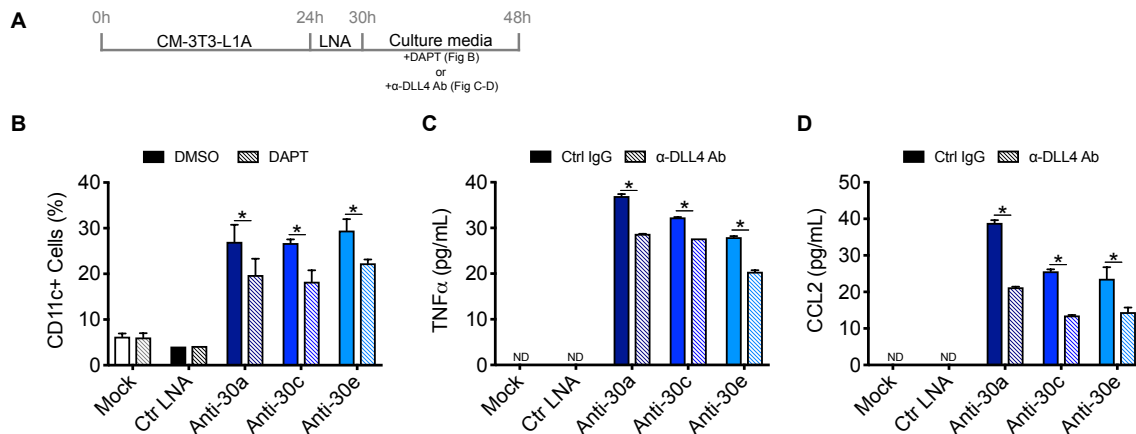 A
0h 24h 30h 48h
CM-3T3-L1A LNA Culture media
+DAPT (Fig B)
or
+α-DLL4 Ab (Fig C-D)
B
DMSO DAPT
CD11c+ Cells (%)
40
30
20
10
0
* * *
Mock Ctr LNA Anti-30a Anti-30c Anti-30e
C
Ctrl IgG α-DLL4 Ab
TNFα (pg/mL)
40
30
20
10
0
ND ND * * *
Mock Ctr LNA Anti-30a Anti-30c Anti-30e
D
Ctrl IgG α-DLL4 Ab
CCL2 (pg/mL)
50
40
30
20
10
0
ND ND * * *
Mock Ctr LNA Anti-30a Anti-30c Anti-30e